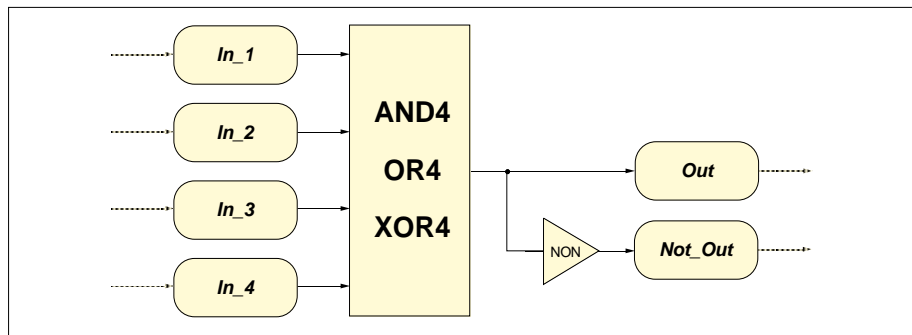 In_1
In_2
In_3
In_4
AND4
OR4
XOR4
Out
NON
Not_Out